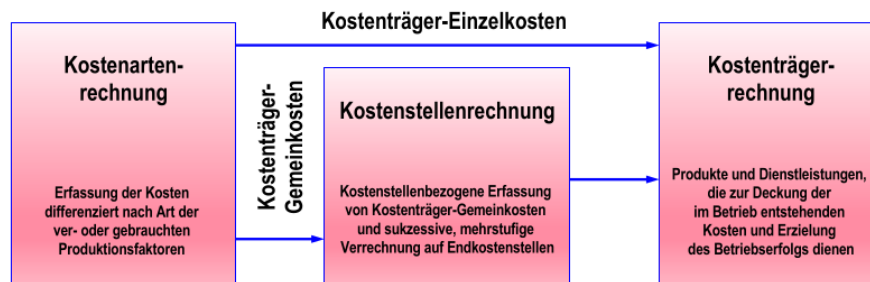 Kostenträger-Einzelkosten
Kostenarten-
rechnung
Erfassung der Kosten
differenziert nach Art der
ver- oder gebrauchten
Produktionsfaktoren
Kostenträger-
Gemeinkosten
Kostenstellenrechnung
Kostenstellenbezogene Erfassung
von Kostenträger-Gemeinkosten
und sukzessive, mehrstufige
Verrechnung auf Endkostenstellen
Kostenträger-
rechnung
Produkte und Dienstleistungen,
die zur Deckung der
im Betrieb entstehenden
Kosten und Erzielung
des Betriebserfolgs dienen